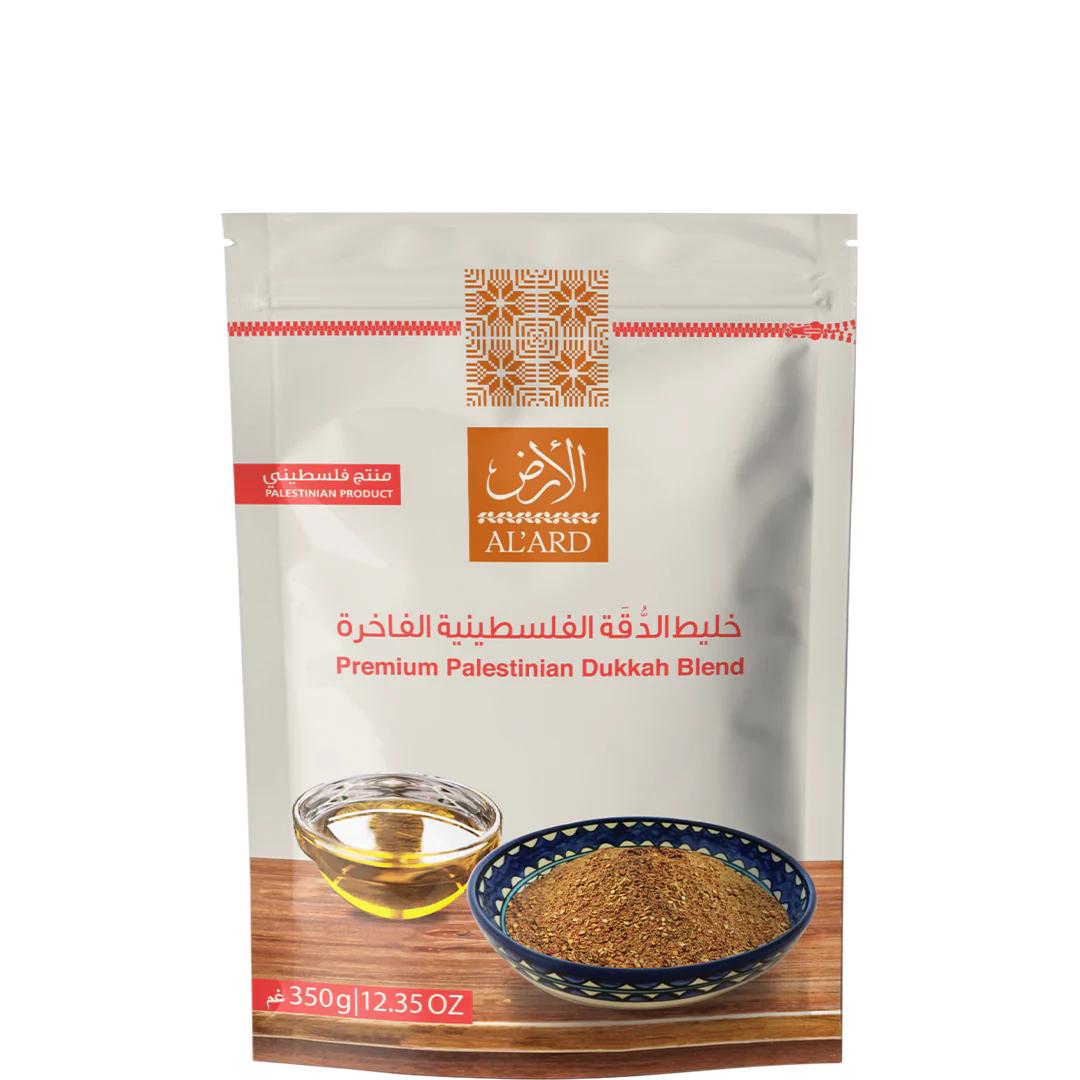 الأرض
AL'ARD
منتج فلسطيني
PALESTINIAN PRODUCT
خليط الدُّقَّة الفلسطينية الفاخرة
Premium Palestinian Dukkah Blend
350g|12.35 OZ غم